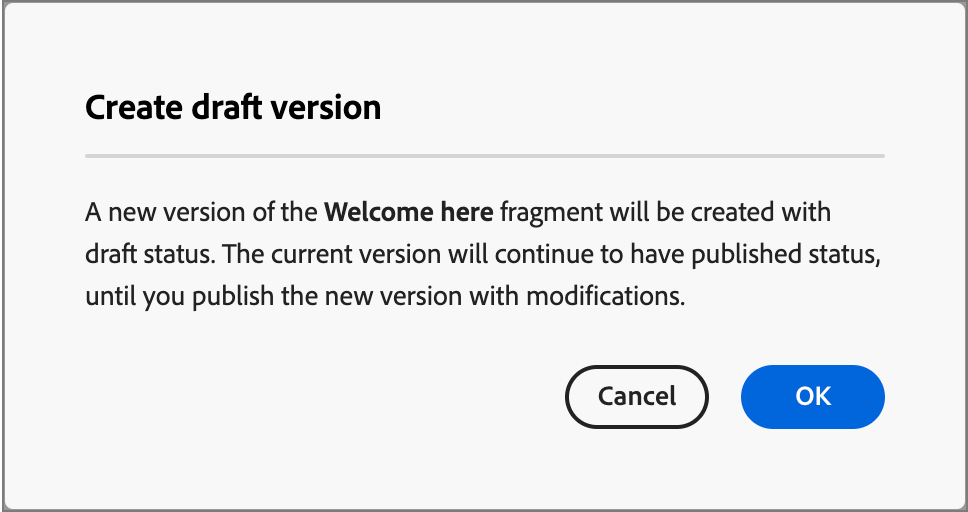 Create draft version
A new version of the Welcome here fragment will be created with
draft status. The current version will continue to have published status,
until you publish the new version with modifications.
Cancel OK